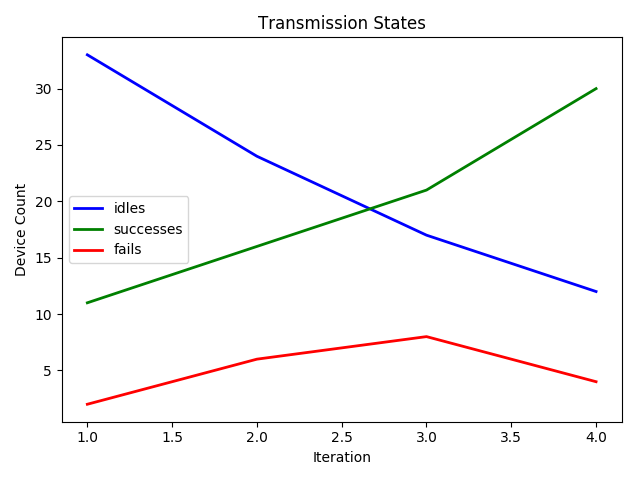 Transmission States
Device Count
30
25
20
15
10
5
idles
successes
fails
1.0 1.5 2.0 2.5 3.0 3.5 4.0
Iteration